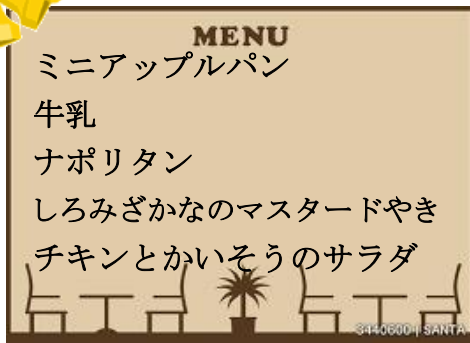 MENU
ミニアップルパン
牛乳
ナポリタン
しろみざかなのマスタードやき
チキンとかいそうのサラダ
3440600 | SANTA